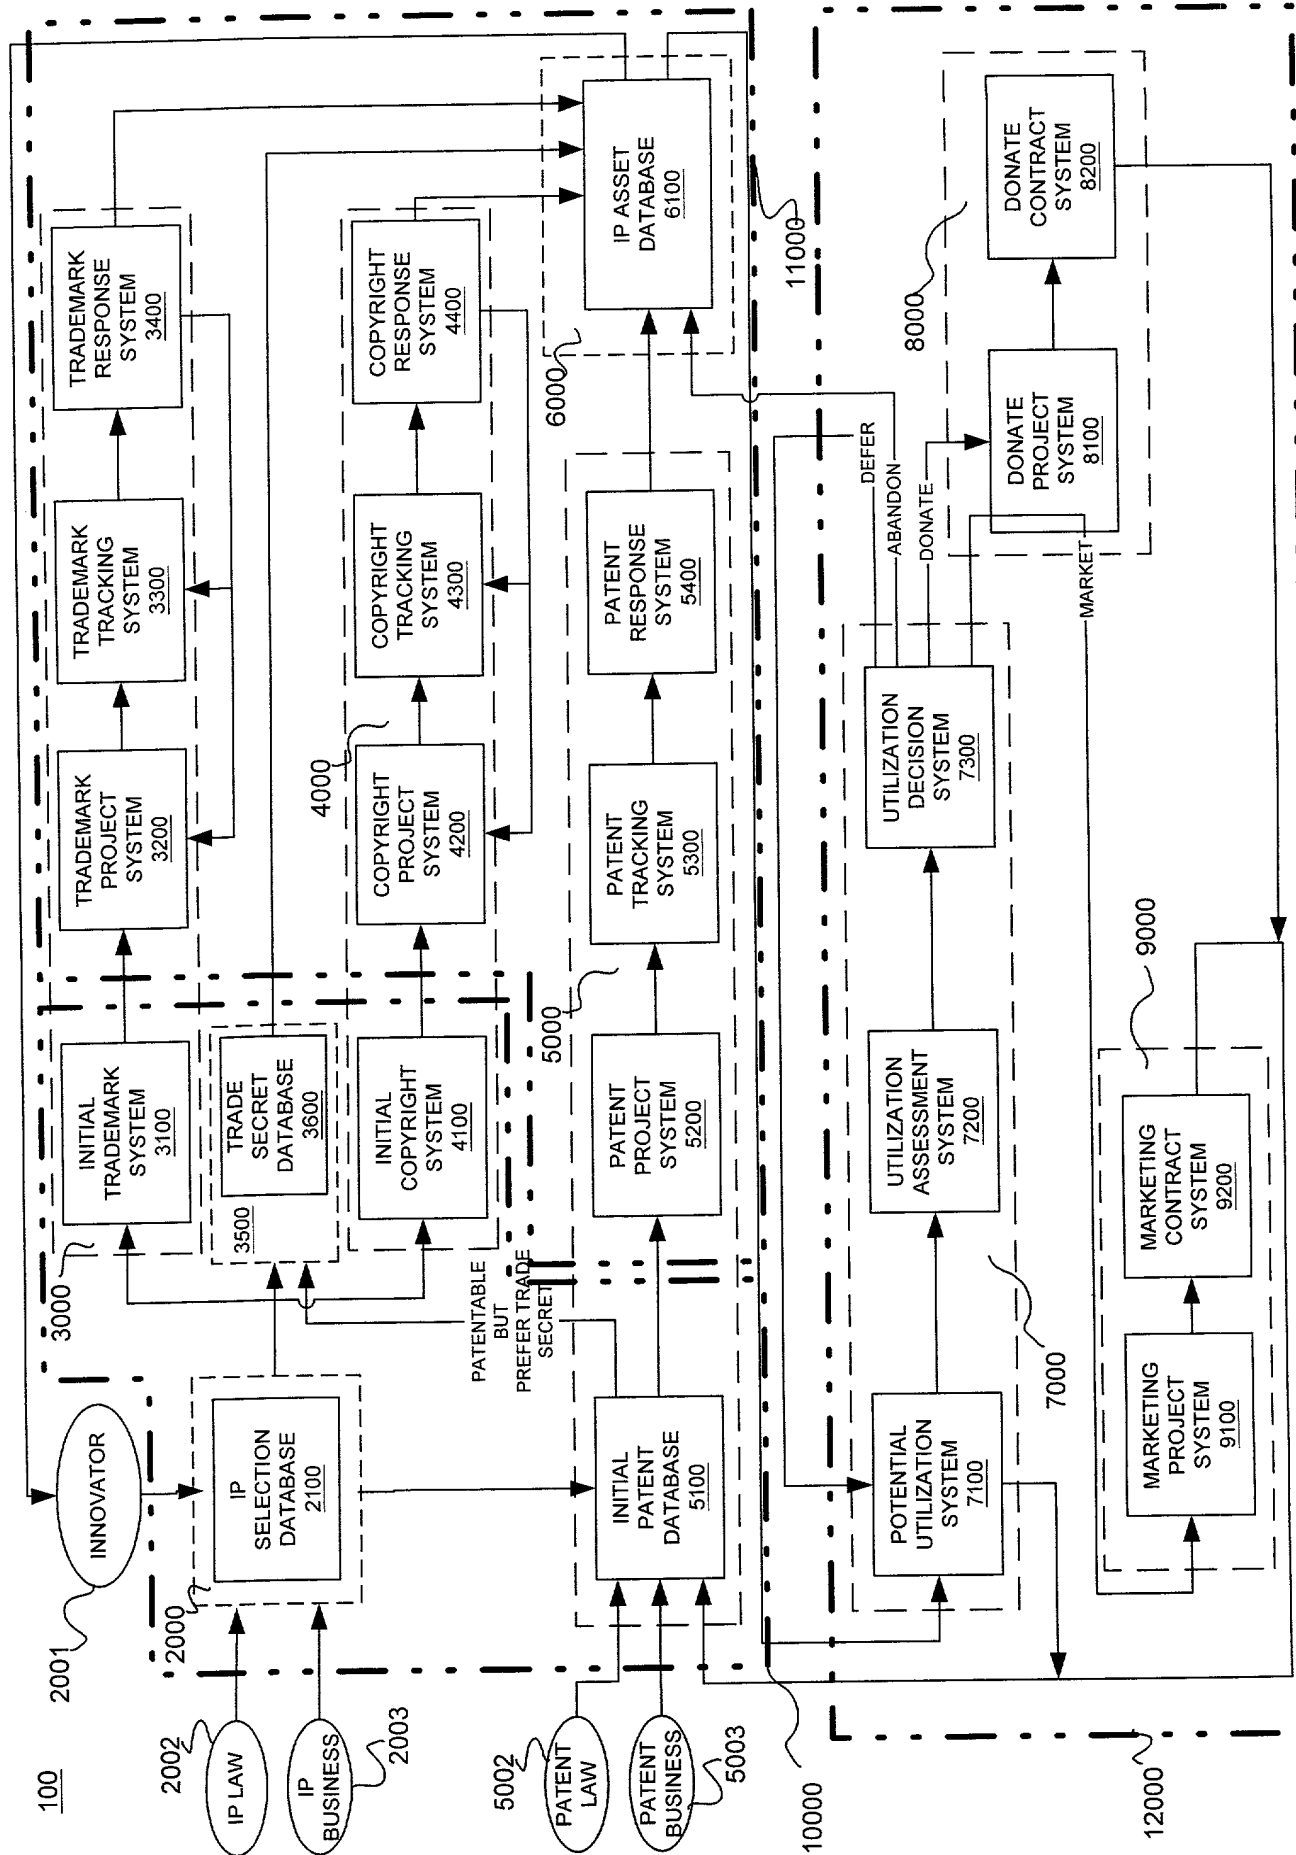 100
2001
INNOVATOR
2002
IP LAW
2003
IP
BUSINESS
2000
IP
SELECTION
DATABASE
2100
3000
INITIAL
TRADEMARK
SYSTEM
3100
TRADEMARK
PROJECT
SYSTEM
3200
TRADEMARK
TRACKING
SYSTEM
3300
TRADEMARK
RESPONSE
SYSTEM
3400
3500
TRADE
SECRET
DATABASE
3600
INITIAL
COPYRIGHT
SYSTEM
4100
4000
COPYRIGHT
PROJECT
SYSTEM
4200
COPYRIGHT
TRACKING
SYSTEM
4300
COPYRIGHT
RESPONSE
SYSTEM
4400
PATENTABLE
BUT
PREFER TRADE
SECRET
5002
PATENT
LAW
PATENT
BUSINESS
5003
INITIAL
PATENT
DATABASE
5100
5000
PATENT
PROJECT
SYSTEM
5200
PATENT
TRACKING
SYSTEM
5300
PATENT
RESPONSE
SYSTEM
5400
6000
IP ASSET
DATABASE
6100
11000
10000
12000
POTENTIAL
UTILIZATION
SYSTEM
7100
7000
UTILIZATION
ASSESSMENT
SYSTEM
7200
UTILIZATION
DECISION
SYSTEM
7300
DEFER
ABANDON
DONATE
MARKET
8000
DONATE
PROJECT
SYSTEM
8100
DONATE
CONTRACT
SYSTEM
8200
MARKETING
PROJECT
SYSTEM
9100
MARKETING
CONTRACT
SYSTEM
9200
9000